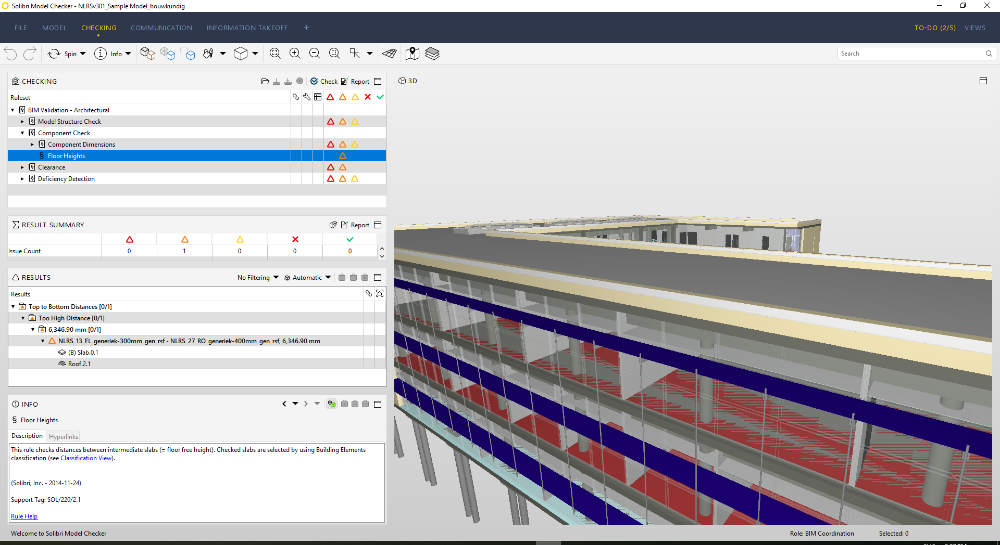 Solibri Model Checker - NLRSv301_Sample Model_bouwkundig
FILE MODEL CHECKING COMMUNICATION INFORMATION TAKEOFF + TO-DO (2/5) VIEWS
Spin Info Search
CHECKING Check Report
3D
Ruleset
BIM Validation - Architectural
Model Structure Check
Component Check
Component Dimensions
§ Floor Heights
Clearance
Deficiency Detection
RESULT SUMMARY Report
Issue Count 0 1 0 0 0
RESULTS No Filtering Automatic
Results
Top to Bottom Distances [0/1]
Too High Distance [0/1]
6,346.90 mm [0/1]
NLRS_13_FL_generiek-300mm_gen_rsf - NLRS_27_RO_generiek-400mm_gen_rsf, 6,346.90 mm
(B) Slab.0.1
Roof.2.1
INFO
§ Floor Heights
Description Hyperlinks
This rule checks distances between intermediate slabs (= floor free height). Checked slabs are selected by using Building Elements
classification (see Classification View).
(Solibri, Inc. - 2014-11-24)
Support Tag: SOL/220/2.1
Rule Help
Welcome to Solibri Model Checker Role: BIM Coordination Selected: 0